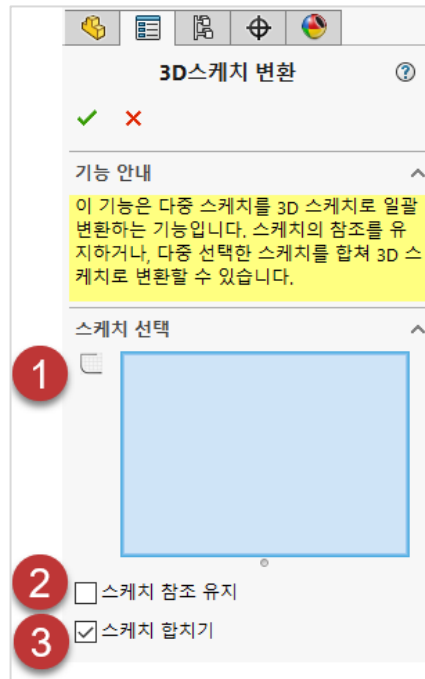 3D스케치 변환
?
기능 안내
이 기능은 다중 스케치를 3D 스케치로 일괄
변환하는 기능입니다. 스케치의 참조를 유
지하거나, 다중 선택한 스케치를 합쳐 3D 스
케치로 변환할 수 있습니다.
스케치 선택
1
2
스케치 참조 유지
3
스케치 합치기